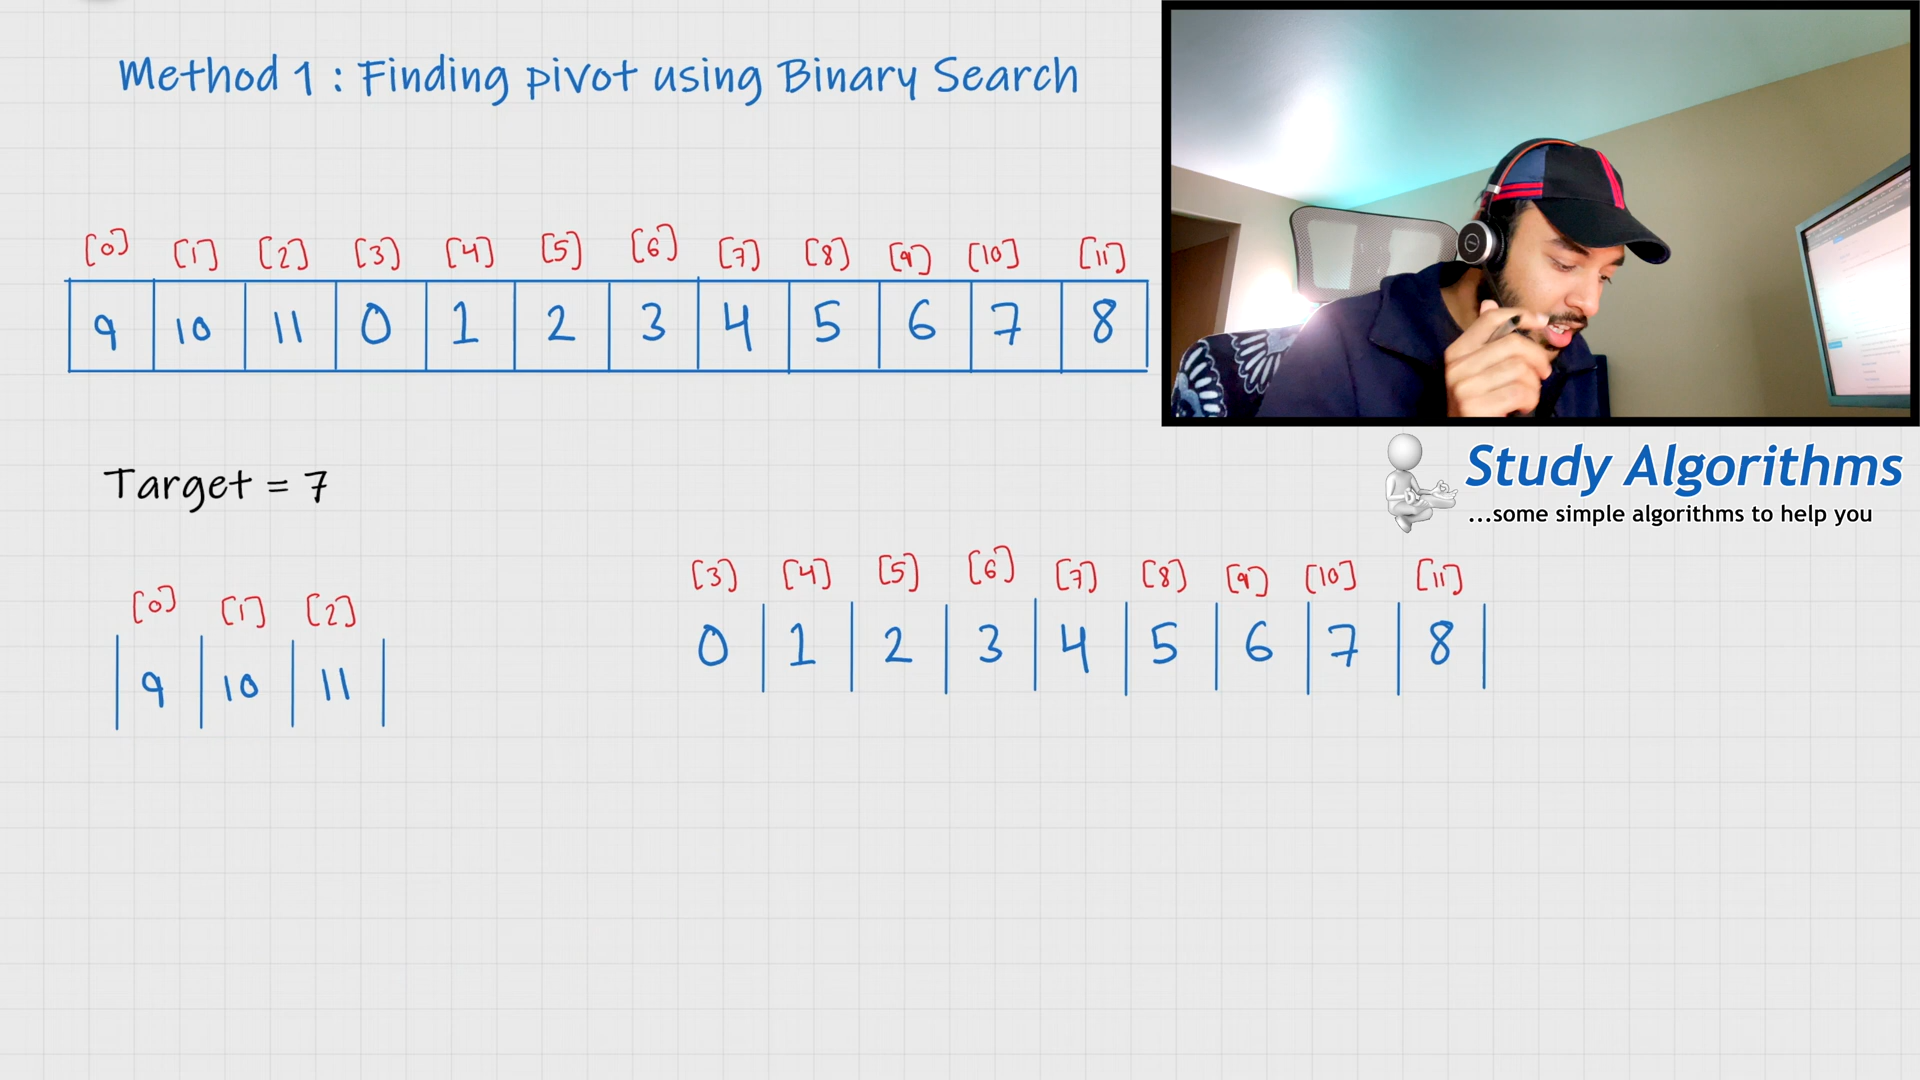 Method 1 : Finding pivot using Binary Search
[0] [1] [2] [3] [4] [5] [6] [7] [8] [9] [10] [11]
9 10 11 0 1 2 3 4 5 6 7 8
Study Algorithms
...some simple algorithms to help you
Target = 7
[0] [1] [2]
9 10 11
[3] [4] [5] [6] [7] [8] [9] [10] [11]
0 1 2 3 4 5 6 7 8